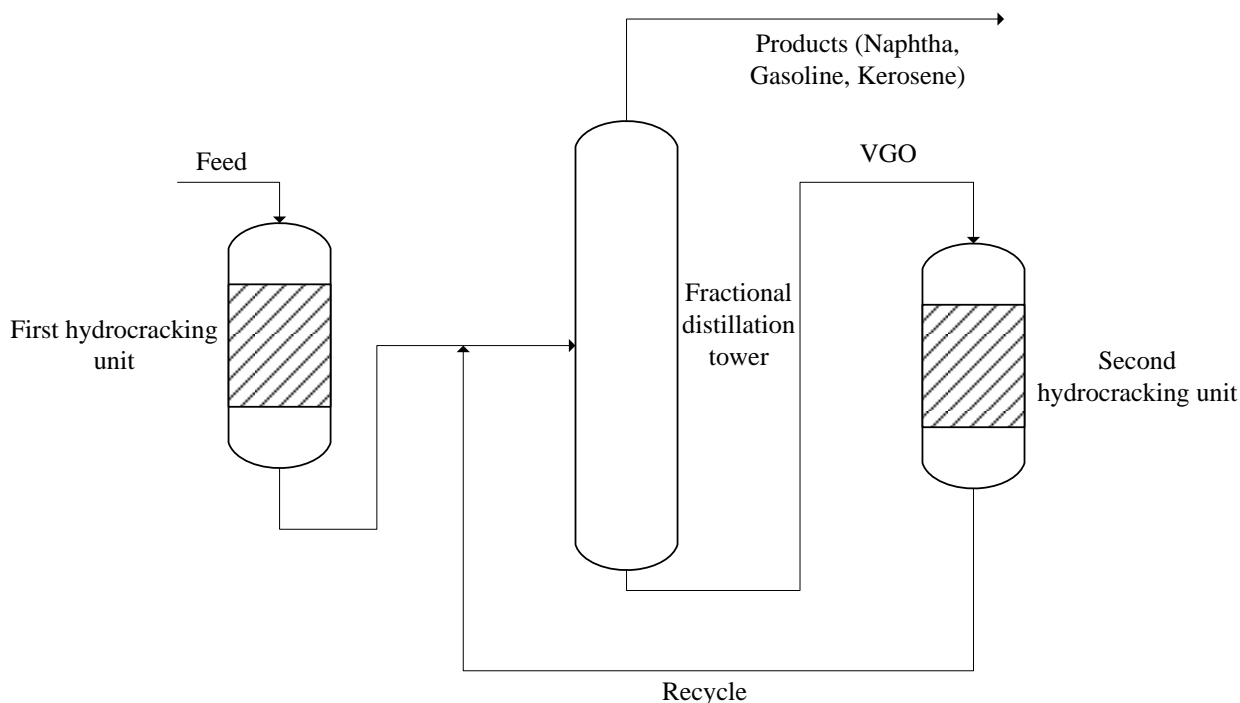 Products (Naphtha,
Gasoline, Kerosene)
Feed
VGO
First hydrocracking
unit
Fractional
distillation
tower
Second
hydrocracking unit
Recycle